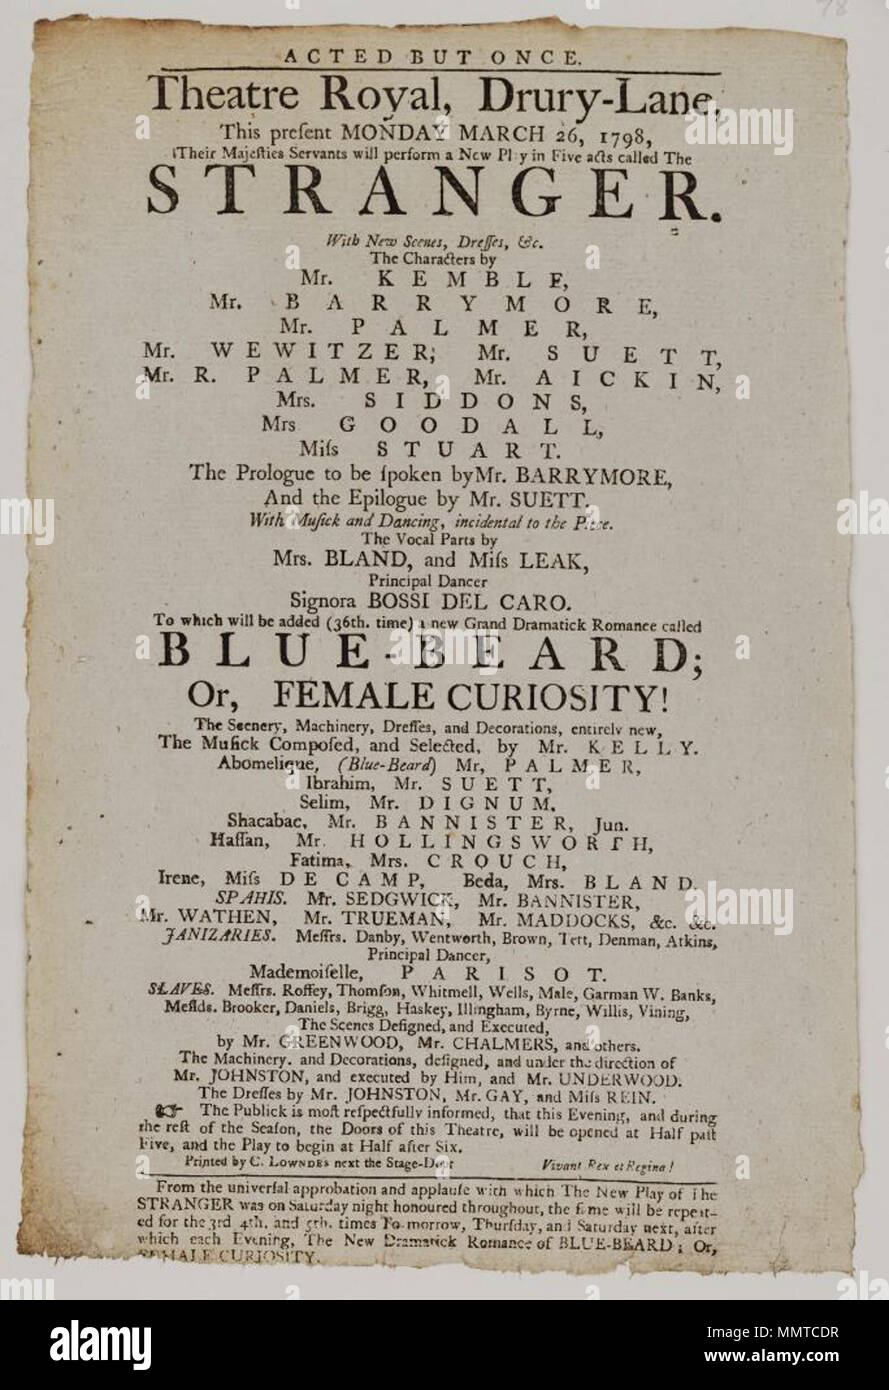 78
ACTED BUT ONCE.
Theatre Royal, Drury-Lane,
This preſent MONDAY MARCH 26, 1798,
Their Majeſties Servants will perform a New Play in Five acts called The
STRANGER.
With New Scenes, Dreſſes, &c.
The Characters by
Mr. KEMBLE,
Mr. BARRYMORE,
Mr. PALMER,
Mr. WEWITZER; Mr. SUETT,
Mr. R. PALMER, Mr. AICKIN,
Mrs. SIDDONS,
Mrs GOODALL,
Miſs STUART.
The Prologue to be ſpoken by Mr. BARRYMORE,
And the Epilogue by Mr. SUETT.
With Muſick and Dancing, incidental to the Piece.
The Vocal Parts by
Mrs. BLAND, and Miſs LEAK,
Principal Dancer
Signora BOSSI DEL CARO.
To which will be added (36th. time) a new Grand Dramatick Romance called
BLUE-BEARD;
Or, FEMALE CURIOSITY!
The Scenery, Machinery, Dreſſes, and Decorations, entirely new,
The Muſick Compoſed, and Selected, by Mr. KELLY.
Abomelique, (Blue-Beard) Mr, PALMER,
Ibrahim, Mr. SUETT,
Selim, Mr. DIGNUM.
Shacabac, Mr. BANNISTER, Jun.
Haſſan, Mr. HOLLINGSWORTH,
Fatima, Mrs. CROUCH,
Irene, Miſs DE CAMP, Beda, Mrs. BLAND.
SPAHIS. Mr. SEDGWICK, Mr. BANNISTER,
Mr. WATHEN, Mr. TRUEMAN, Mr. MADDOCKS, &c. &c.
JANIZARIES. Meſſrs. Danby, Wentworth, Brown, Tett, Denman, Atkins,
Principal Dancer,
Mademoiſelle, PARISOT.
SLAVES. Meſſrs. Roffey, Thomſon, Whitmell, Wells, Male, Garman W. Banks,
Meſſds. Brooker, Daniels, Brigg, Haskey, Illingham, Byrne, Willis, Vining,
The Scenes Deſigned, and Executed,
by Mr. GREENWOOD, Mr. CHALMERS, and others.
The Machinery. and Decorations, deſigned, and under the direction of
Mr. JOHNSTON, and executed by Him, and Mr. UNDERWOOD.
The Dreſſes by Mr. JOHNSTON, Mr. GAY, and Miſs REIN.
☞ The Publick is moſt reſpectfully informed, that this Evening, and during
the reſt of the Seaſon, the Doors of this Theatre, will be opened at Half paſt
Five, and the Play to begin at Half after Six.
Printed by C. LOWNDES next the Stage-Door Vivant Rex et Regina!
From the univerſal approbation and applauſe with which The New Play of The
STRANGER was on Saturday night honoured throughout, the ſame will be repeat-
ed for the 3rd 4th, and 5th. times To-morrow, Thurſday, and Saturday next, after
which each Evening, The New Dramatick Romance of BLUE-BEARD; Or,
FEMALE CURIOSITY.
alamy
Image ID: MMTCDR
www.alamy.com